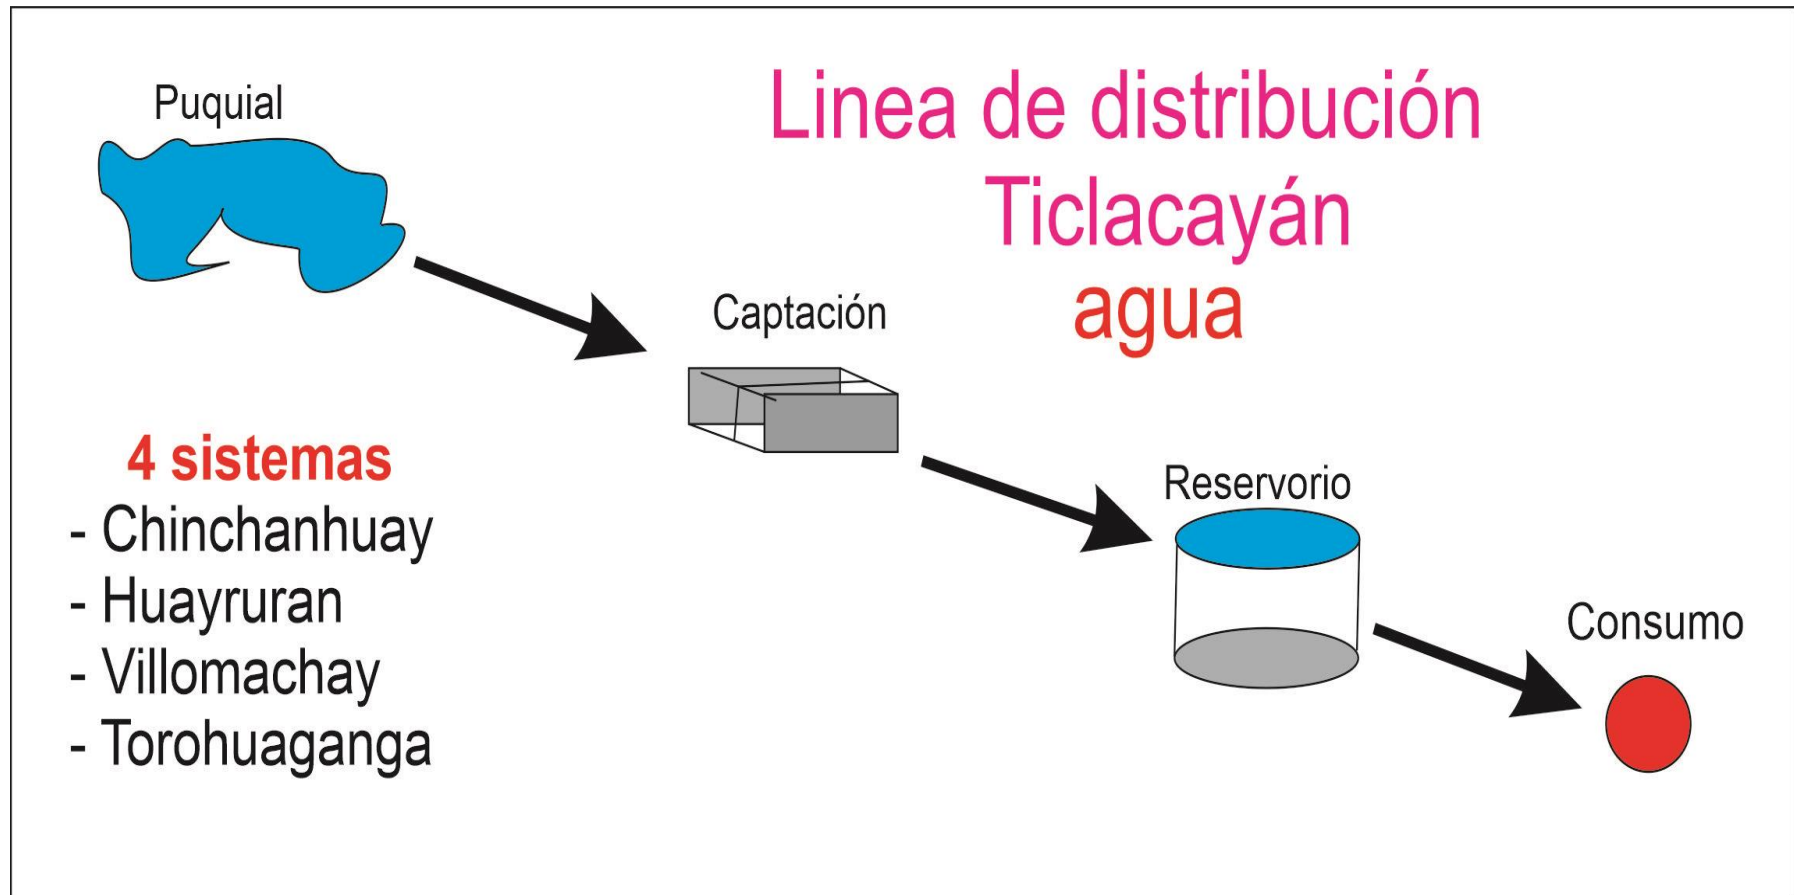 Puquial
Linea de distribución
Ticlacayán
agua
Captación
4 sistemas
- Chinchanhuay
- Huayruran
- Villomachay
- Torohuaganga
Reservorio
Consumo